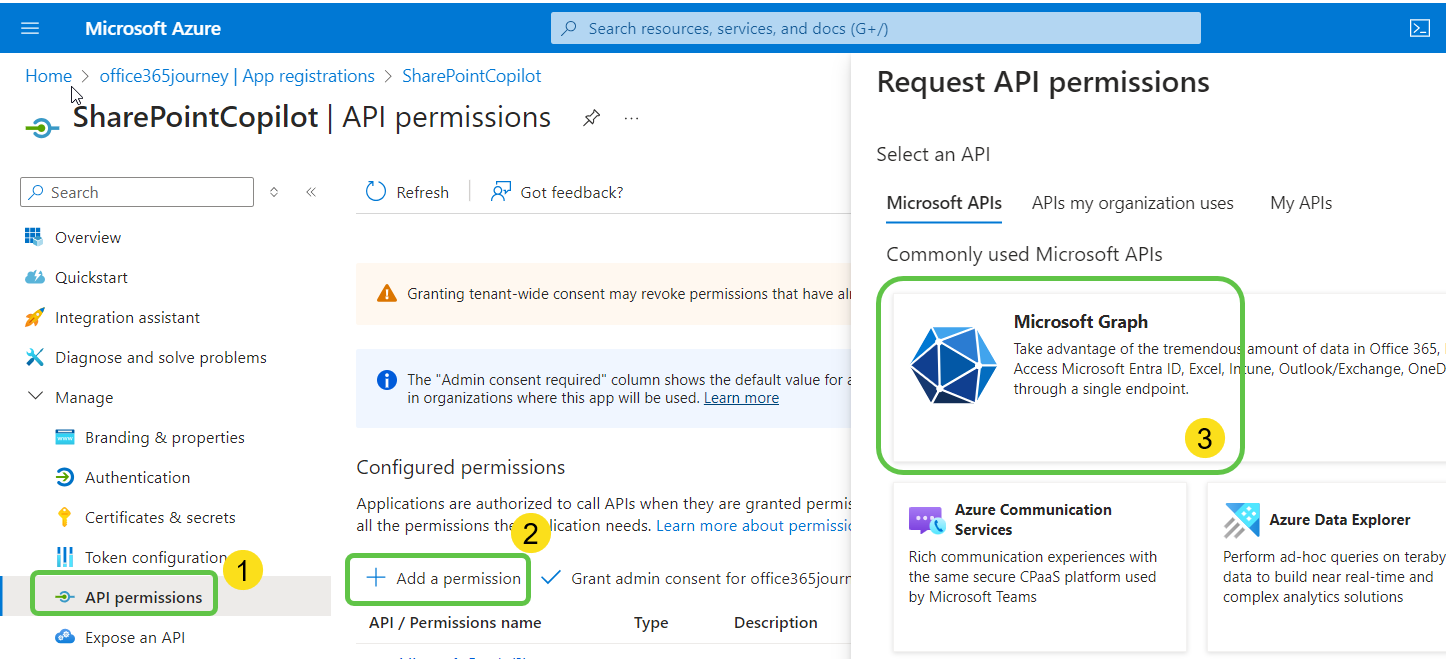 Microsoft Azure
Search resources, services, and docs (G+/)
Home > office365journey | App registrations > SharePointCopilot
SharePointCopilot | API permissions
Search
Overview
Quickstart
Integration assistant
Diagnose and solve problems
Manage
Branding & properties
Authentication
Certificates & secrets
Token configuration
1
API permissions
Expose an API
Refresh
Got feedback?
Granting tenant-wide consent may revoke permissions that have
The "Admin consent required" column shows the default value for
in organizations where this app will be used. Learn more
Configured permissions
Applications are authorized to call APIs when they are granted
all the permissions the
Learn more about
2
Add a permission
Grant admin consent for
API / Permissions name Type Description
Request API permissions
Select an API
Microsoft APIs APIs my organization uses My APIs
Commonly used Microsoft APIs
Microsoft Graph
Take advantage of the tremendous amount of data in Office 365,
Access Microsoft Entra ID, Excel, Intune, Outlook/Exchange,
through a single endpoint.
3
Azure Communication
Services
Rich communication experiences with
the same secure CPaaS platform used
by Microsoft Teams
Azure Data Explorer
Perform ad-hoc queries on
data to build near real-time and
complex analytics solutions